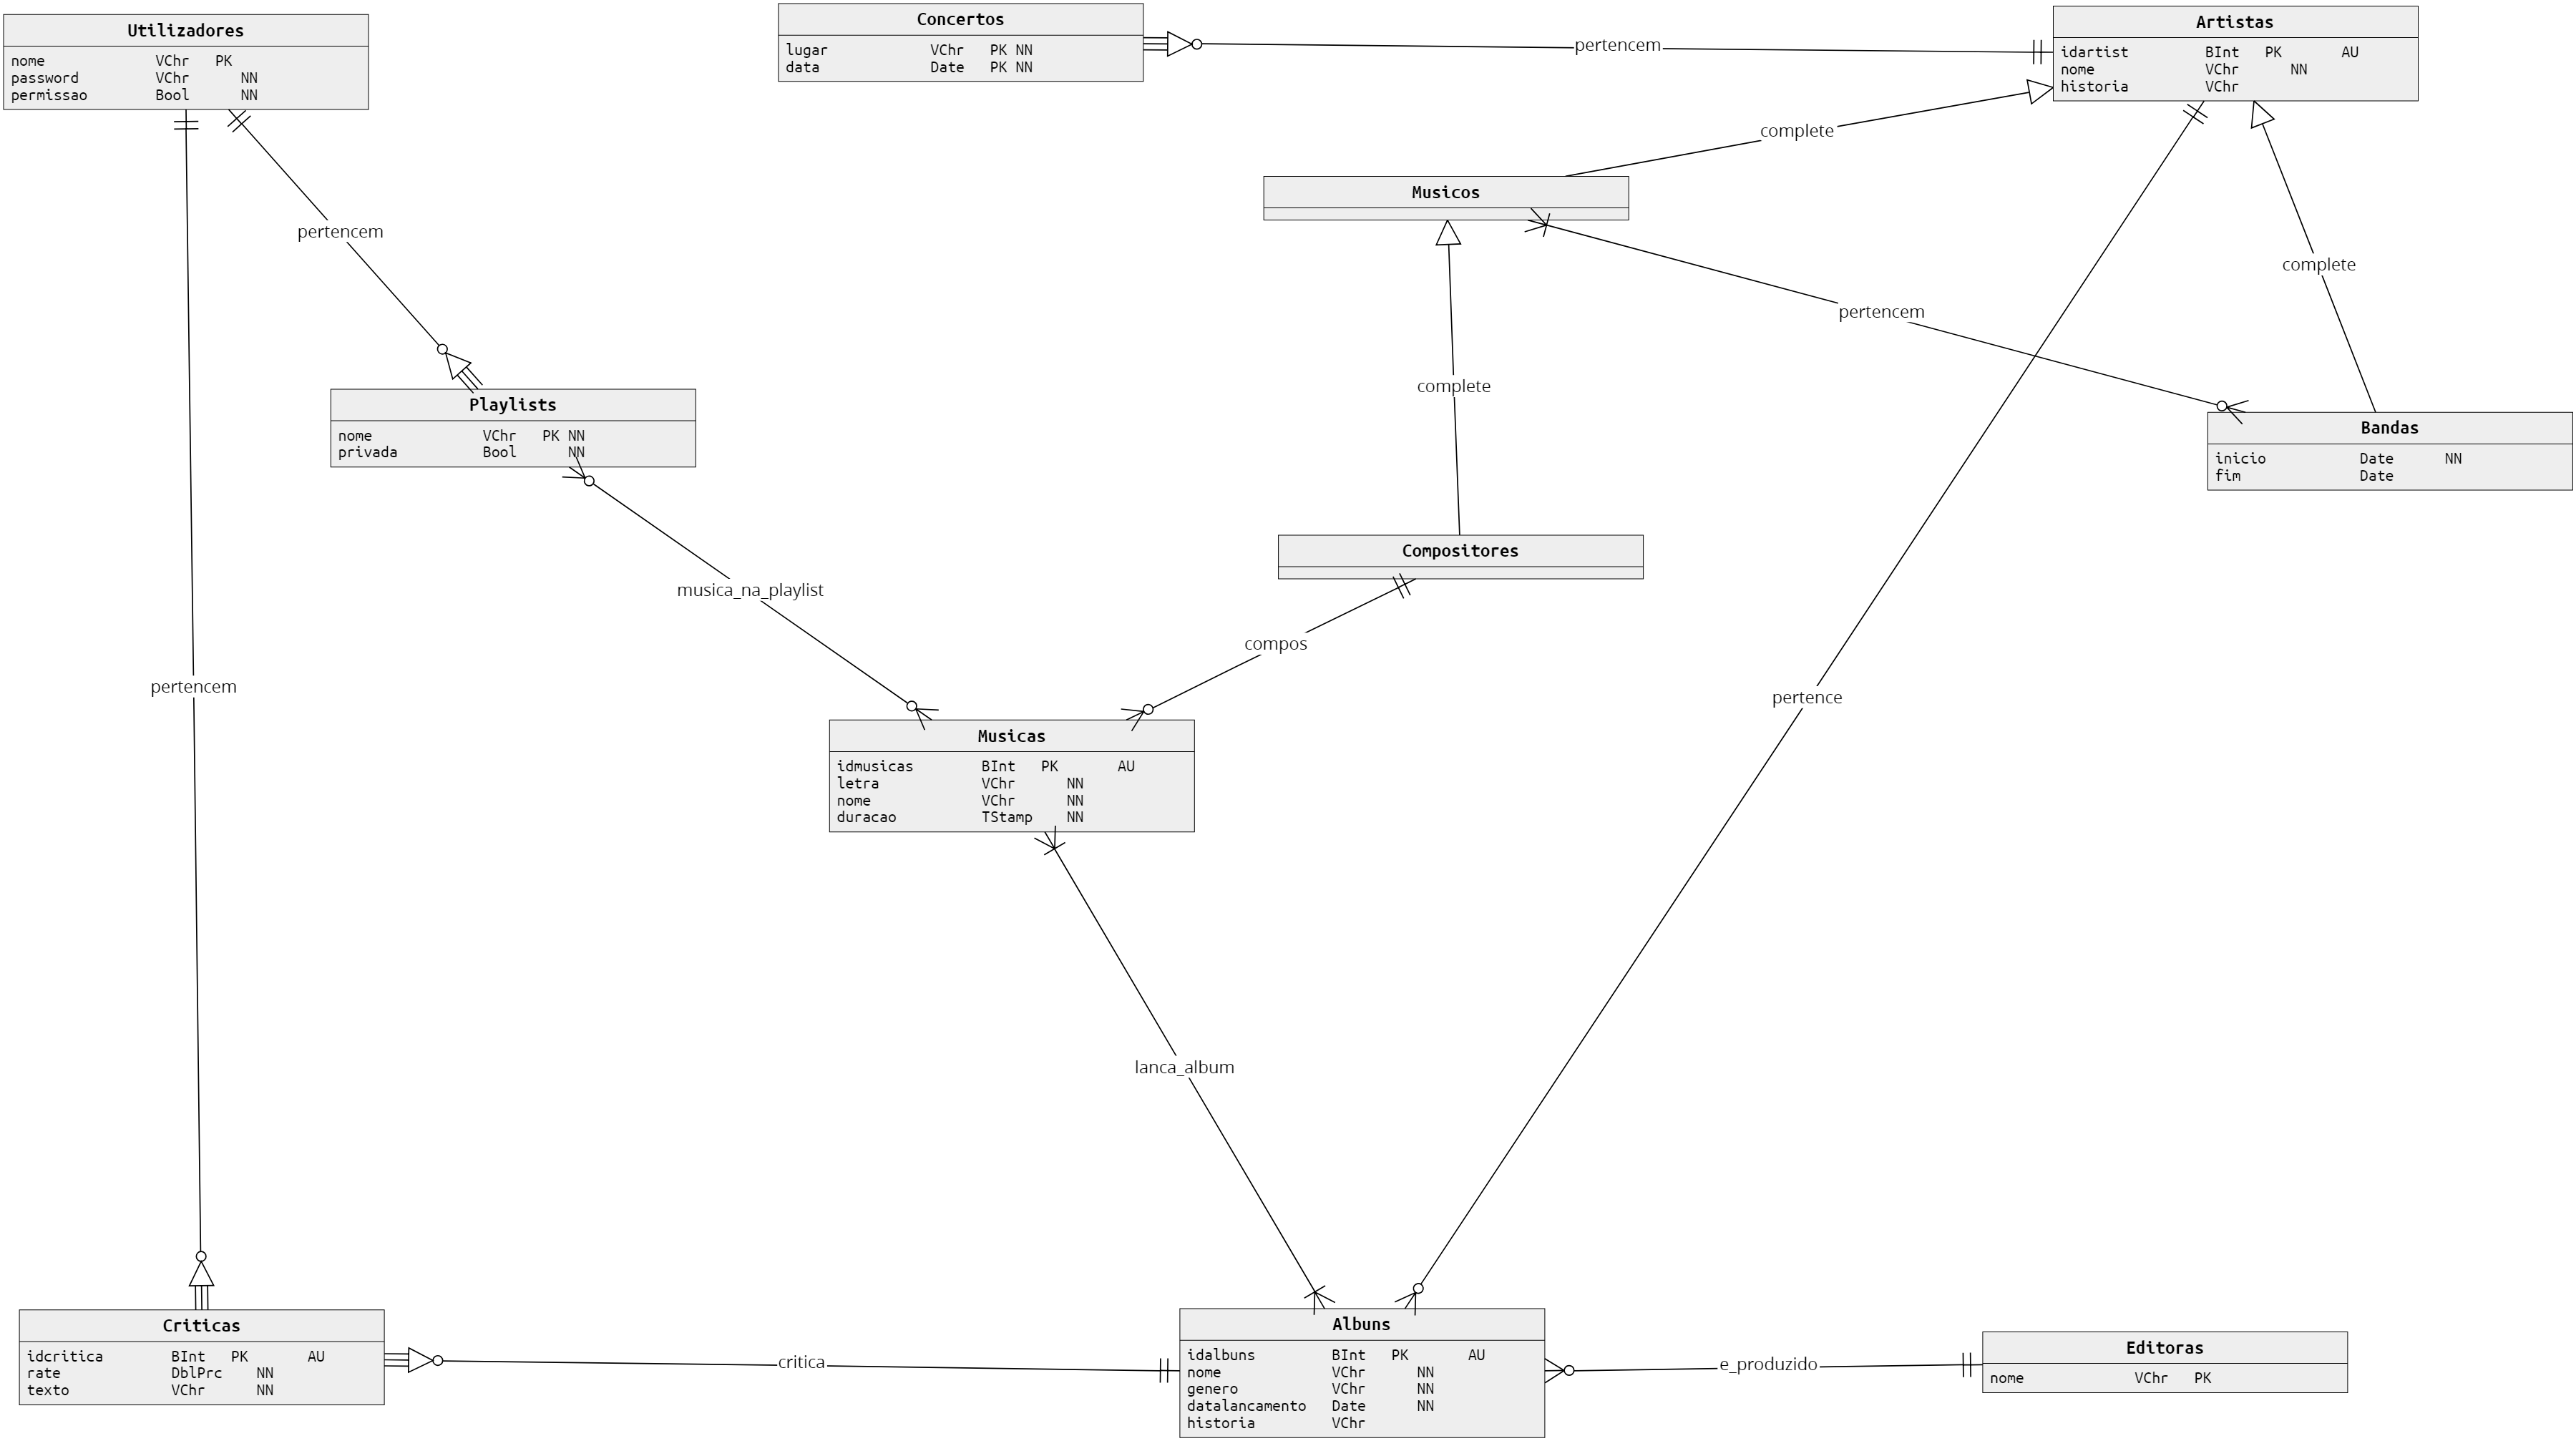 Utilizadores
nome VChr PK
password VChr NN
permissao Bool NN
Concertos
lugar VChr PK NN
data Date PK NN
pertencem
Artistas
idartist BInt PK AU
nome VChr NN
historia VChr
complete
Musicos
pertencem
complete
pertencem
complete
Playlists
nome VChr PK NN
privada Bool NN
Bandas
inicio Date NN
fim Date
Compositores
musica_na_playlist
compos
pertencem
pertence
Musicas
idmusicas BInt PK AU
letra VChr NN
nome VChr NN
duracao TStamp NN
lanca_album
Criticas
idcritica BInt PK AU
rate DblPrc NN
texto VChr NN
critica
Albuns
idalbuns BInt PK AU
nome VChr NN
genero VChr NN
datalancamento Date NN
historia VChr
e_produzido
Editoras
nome VChr PK